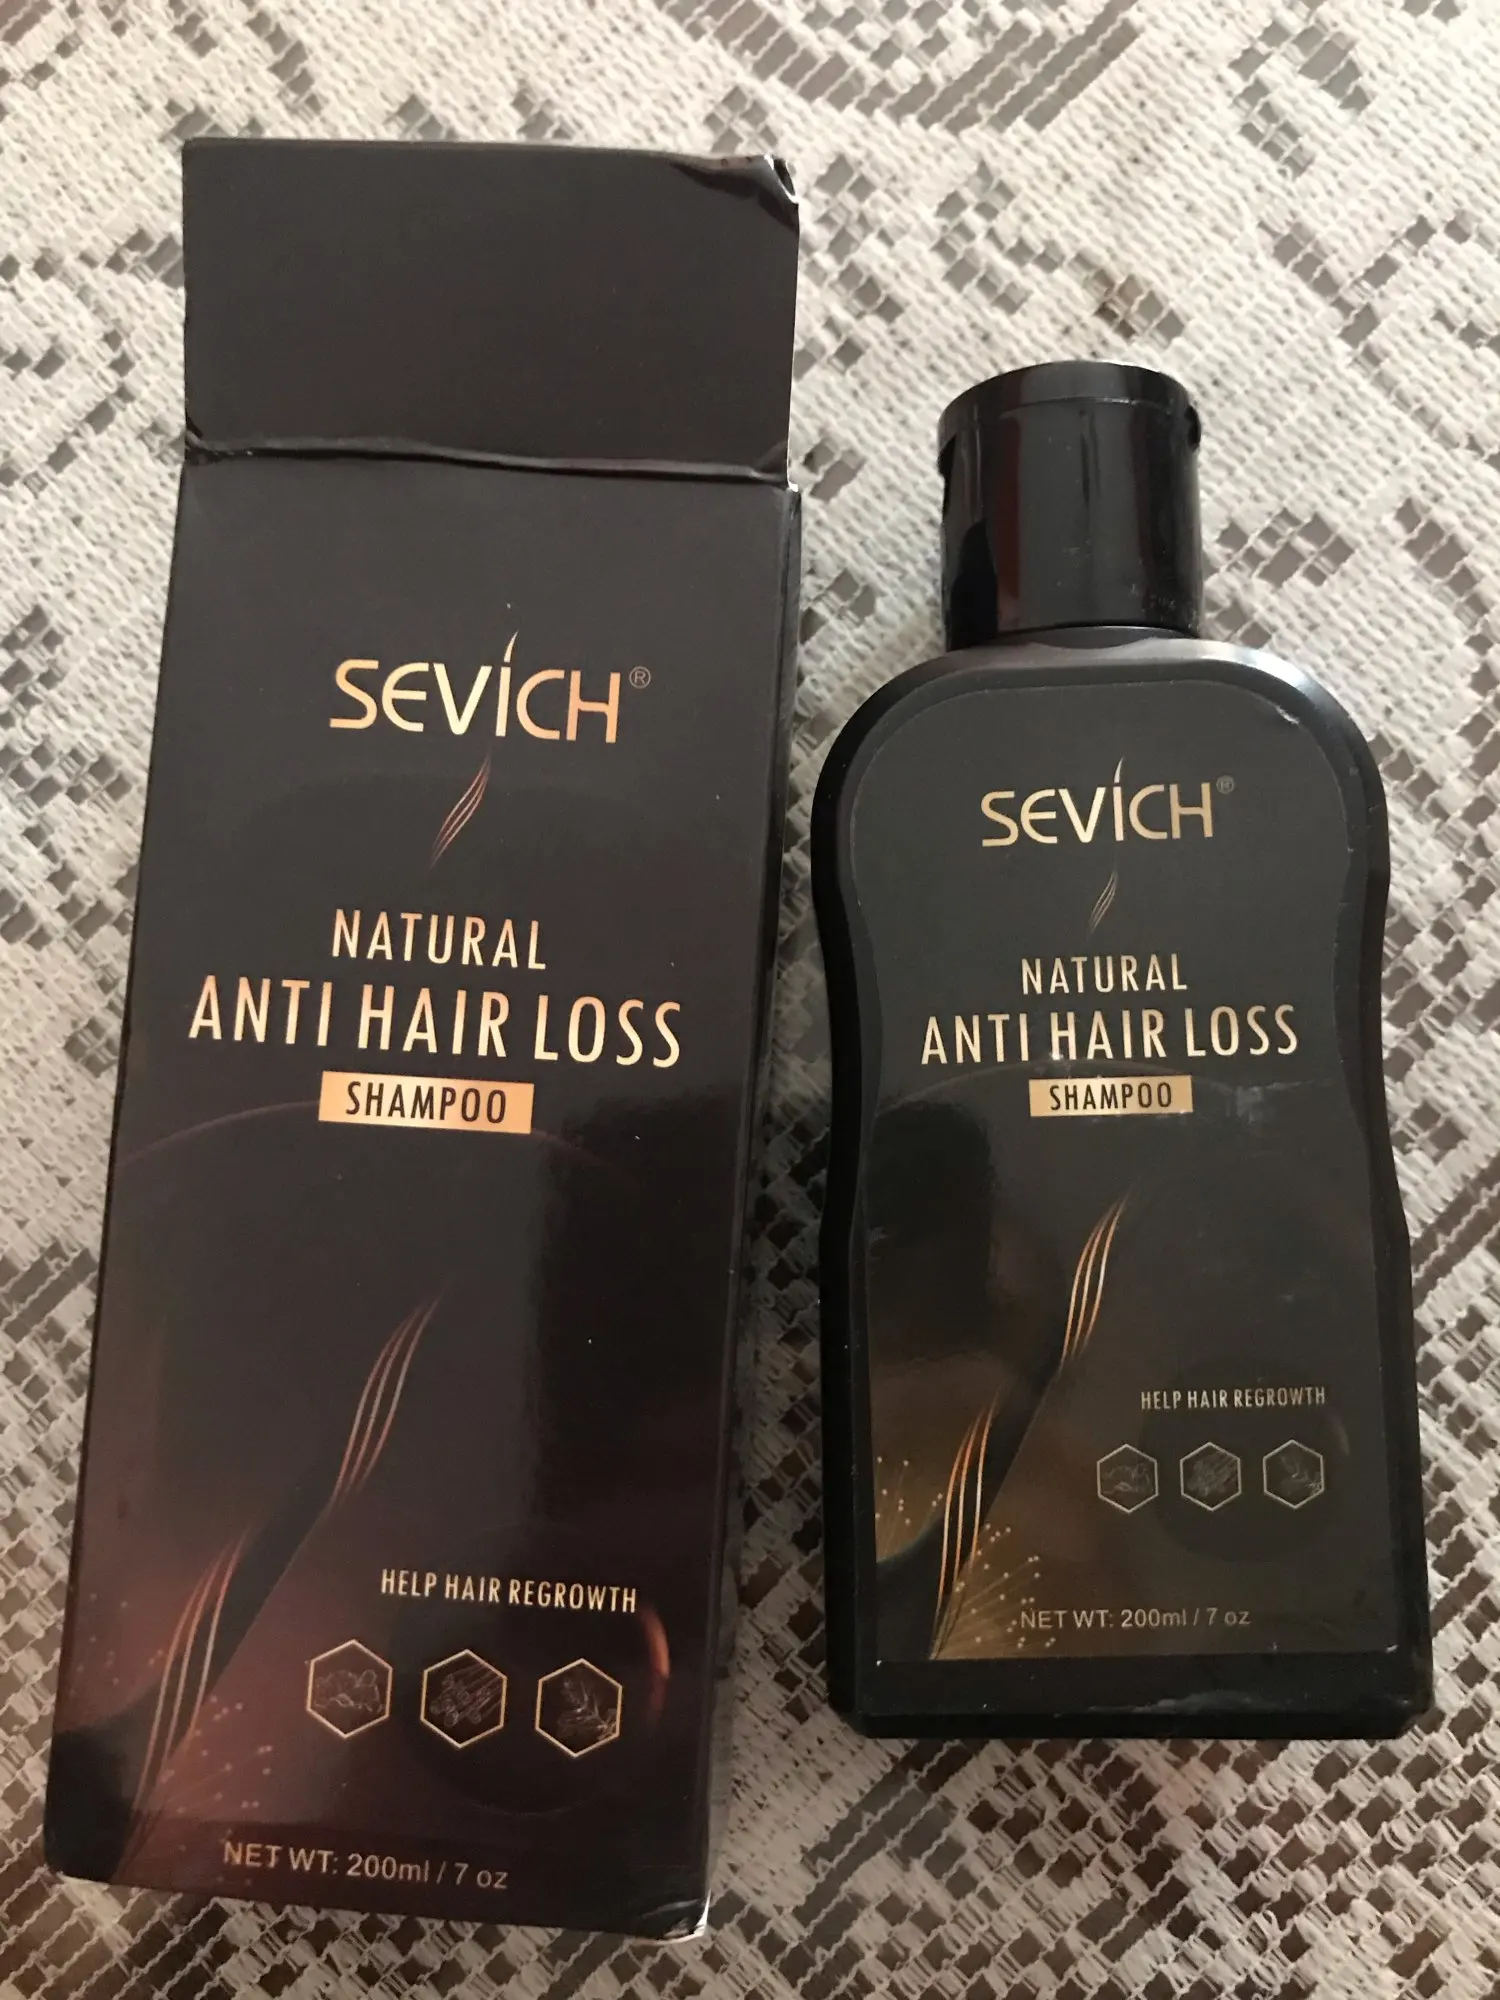 SEVICH®
NATURAL
ANTI HAIR LOSS
SHAMPOO
HELP HAIR REGROWTH
NET WT: 200ml / 7 oz
SEVICH®
NATURAL
ANTI HAIR LOSS
SHAMPOO
HELP HAIR REGROWTH
NET WT: 200ml / 7 oz